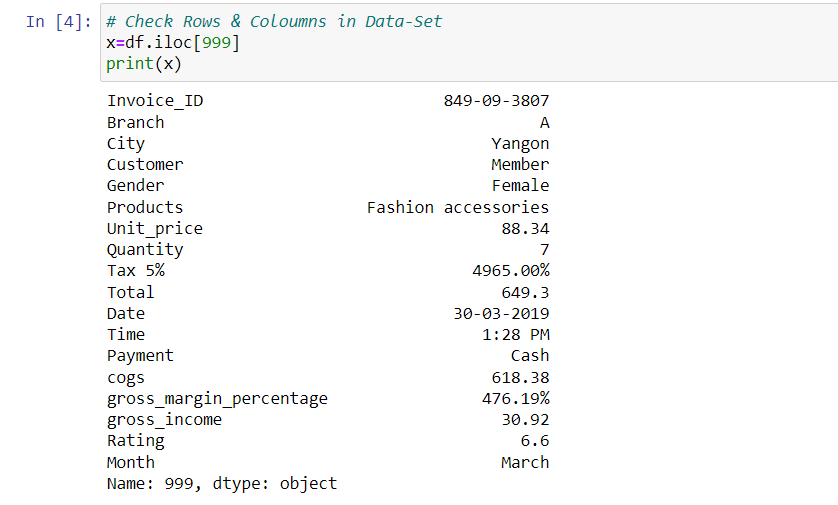 In [4]: # Check Rows & Coloumns in Data-Set
x=df.iloc[999]
print(x)
Invoice_ID 849-09-3807
Branch A
City Yangon
Customer Member
Gender Female
Products Fashion accessories
Unit_price 88.34
Quantity 7
Tax 5% 4965.00%
Total 649.3
Date 30-03-2019
Time 1:28 PM
Payment Cash
cogs 618.38
gross_margin_percentage 476.19%
gross_income 30.92
Rating 6.6
Month March
Name: 999, dtype: object